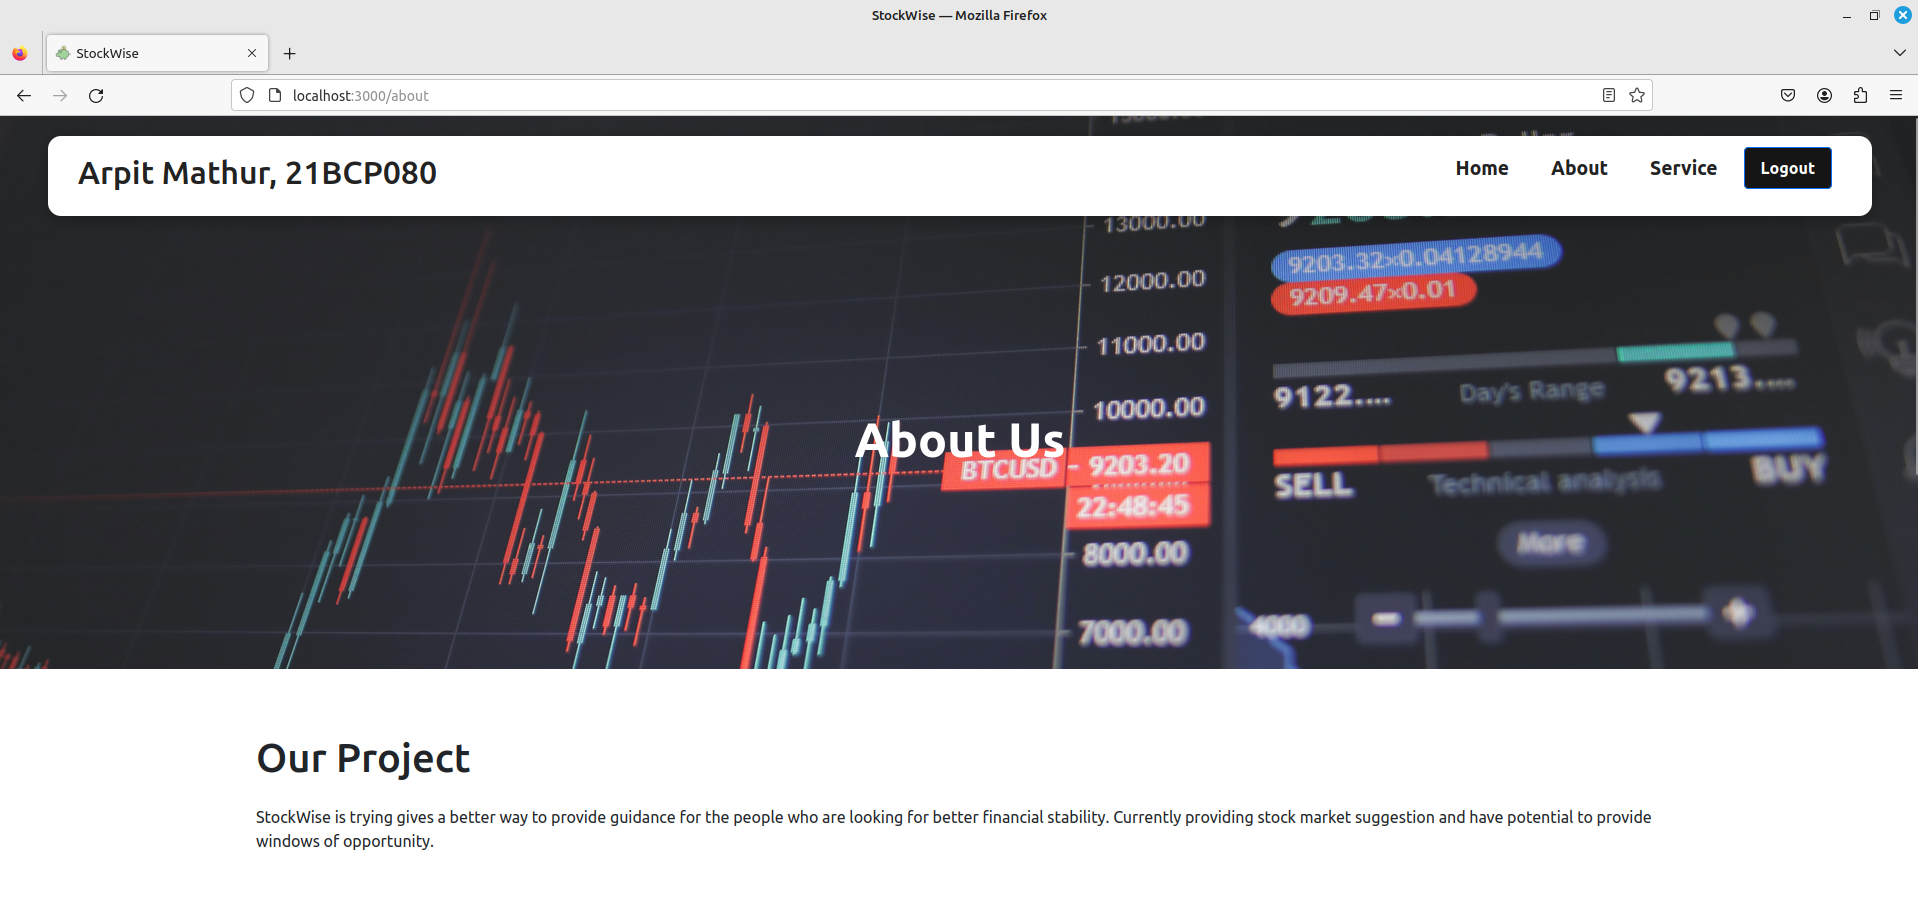 StockWise — Mozilla Firefox
StockWise
localhost:3000/about
Arpit Mathur, 21BCP080
Home About Service Logout
13000.00
9203.32×0.04128944
12000.00
9209.47×0.01
11000.00
9122.... Day's Range 9213....
10000.00
About Us
BTCUSD 9203.20
SELL Technical analysis BUY
22:48:45
8000.00
More
7000.00
4000
Our Project
StockWise is trying gives a better way to provide guidance for the people who are looking for better financial stability. Currently providing stock market suggestion and have potential to provide
windows of opportunity.